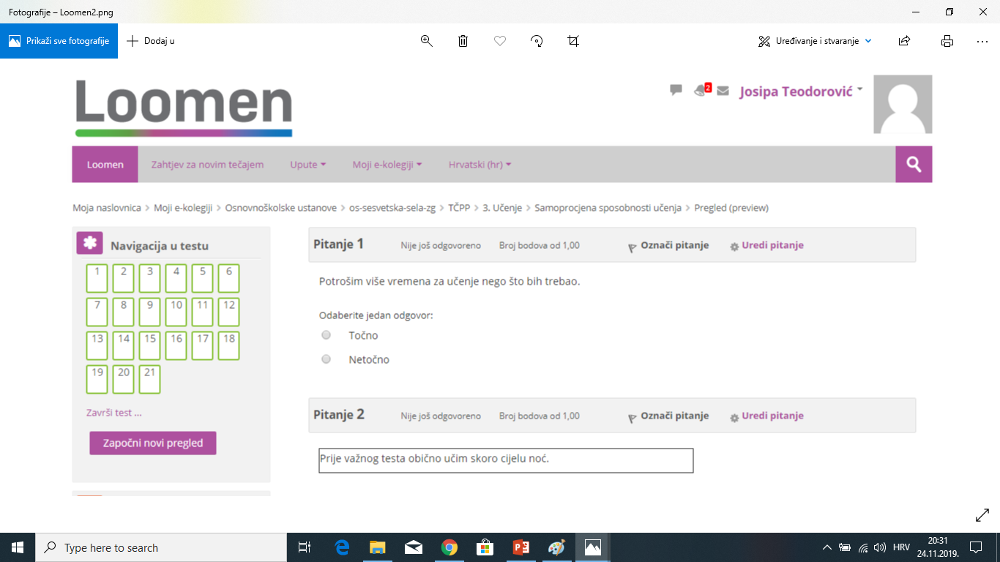 Fotografije – Loomen2.png
Prikaži sve fotografije
Dodaj u
Uređivanje i stvaranje
Loomen
2
Josipa Teodorović
Loomen
Zahtjev za novim tečajem
Upute
Moji e-kolegiji
Hrvatski (hr)
Moja naslovnica > Moji e-kolegiji > Osnovnoškolske ustanove > os-sesvetska-sela-zg > TČPP > 3. Učenje > Samoprocjena sposobnosti učenja > Pregled (preview)
Navigacija u testu
1 2 3 4 5 6
7 8 9 10 11 12
13 14 15 16 17 18
19 20 21
Završi test ...
Započni novi pregled
Pitanje 1 Nije još odgovoreno Broj bodova od 1,00 Označi pitanje Uredi pitanje
Potrošim više vremena za učenje nego što bih trebao.
Odaberite jedan odgovor:
Točno
Netočno
Pitanje 2 Nije još odgovoreno Broj bodova od 1,00 Označi pitanje Uredi pitanje
Prije važnog testa obično učim skoro cijelu noć.
Type here to search
HRV
20:31
24.11.2019.